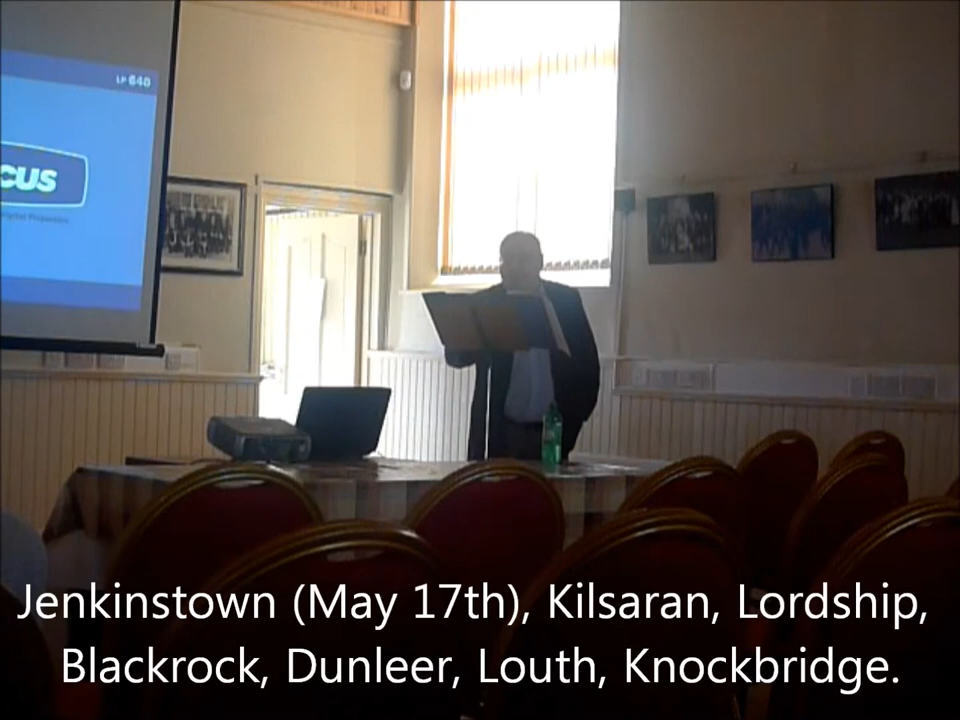 LP 640
cus
Jenkinstown (May 17th), Kilsaran, Lordship,
Blackrock, Dunleer, Louth, Knockbridge.